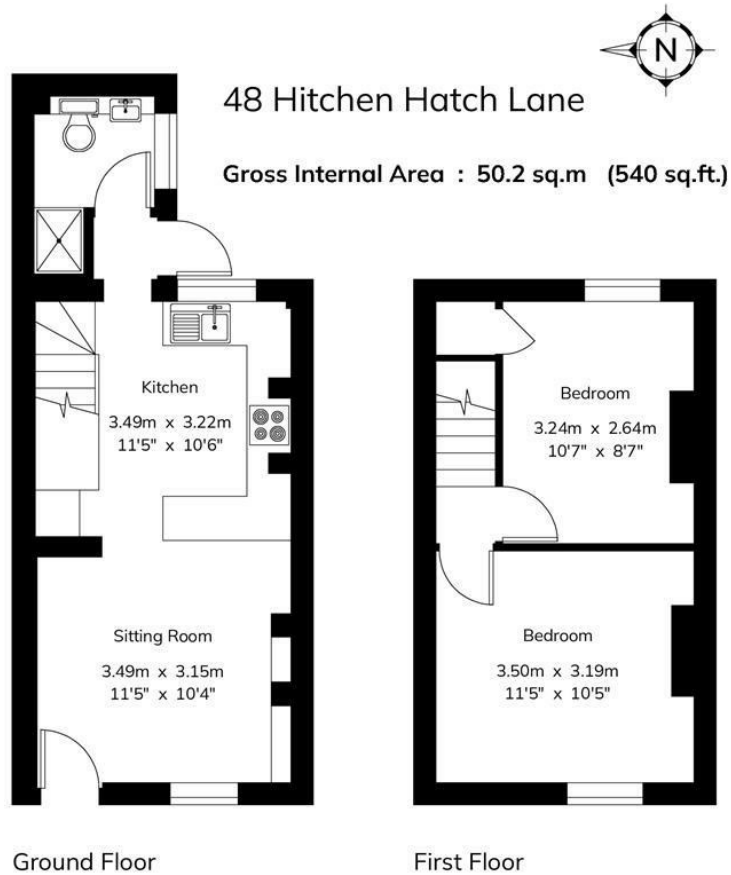 N
48 Hitchen Hatch Lane
Gross Internal Area : 50.2 sq.m (540 sq.ft.)
Kitchen
3.49m x 3.22m
11'5" x 10'6"
Sitting Room
3.49m x 3.15m
11'5" x 10'4"
Bedroom
3.24m x 2.64m
10'7" x 8'7"
Bedroom
3.50m x 3.19m
11'5" x 10'5"
Ground Floor
First Floor